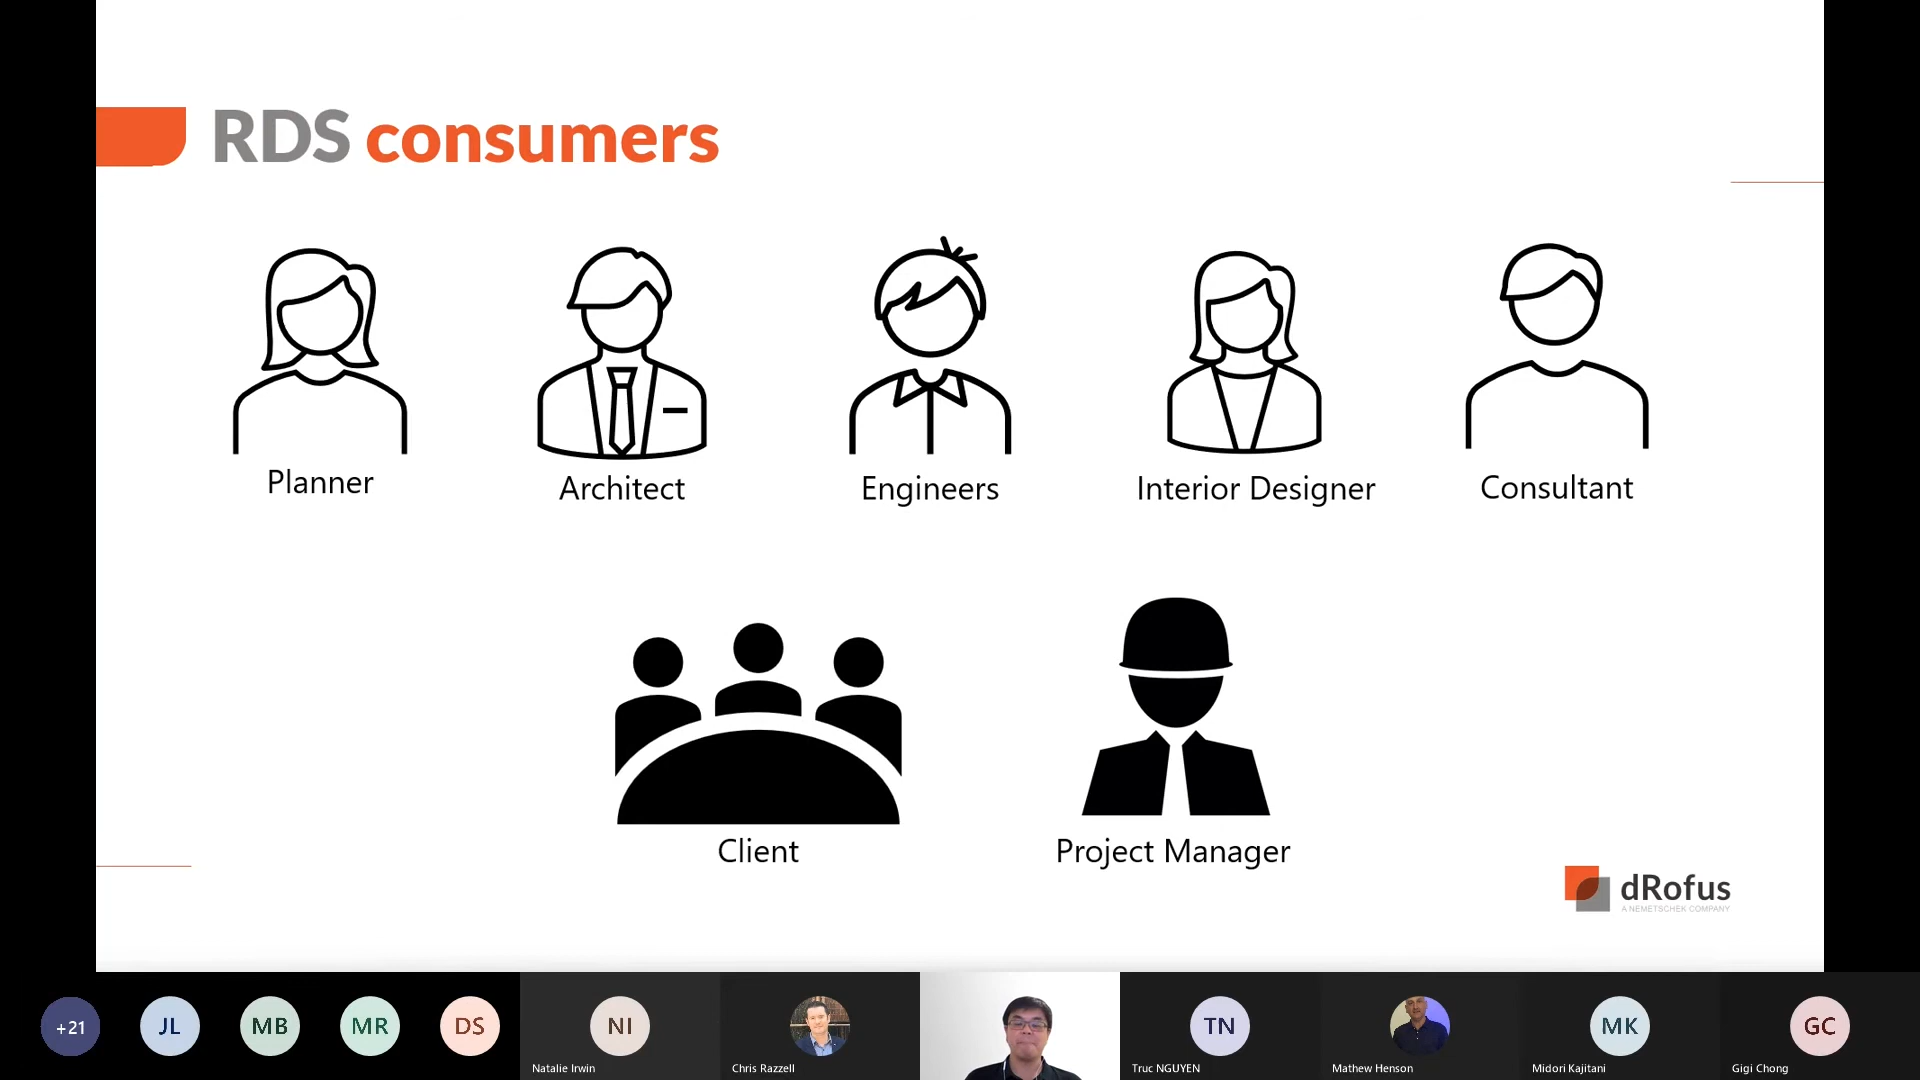 RDS consumers
Planner
Architect
Engineers
Interior Designer
Consultant
Client
Project Manager
dRofus
A NEMETSCHEK COMPANY
+21
JL
MB
MR
DS
NI
Natalie Irwin
Chris Razzell
TN
Truc NGUYEN
Mathew Henson
MK
Midori Kajitani
GC
Gigi Chong